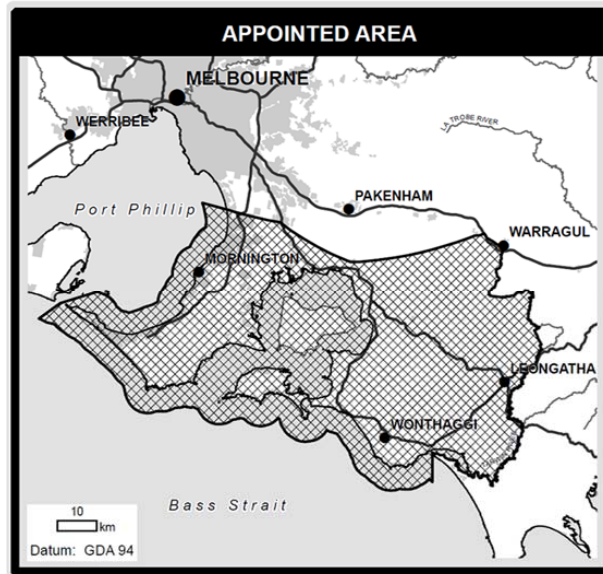 APPOINTED AREA
MELBOURNE
WERRIBEE
LA TROBE RIVER
PAKENHAM
Port Phillip
WARRAGUL
MORNINGTON
LEONGATHA
WONTHAGGI
Bass Strait
10
km
Datum: GDA 94